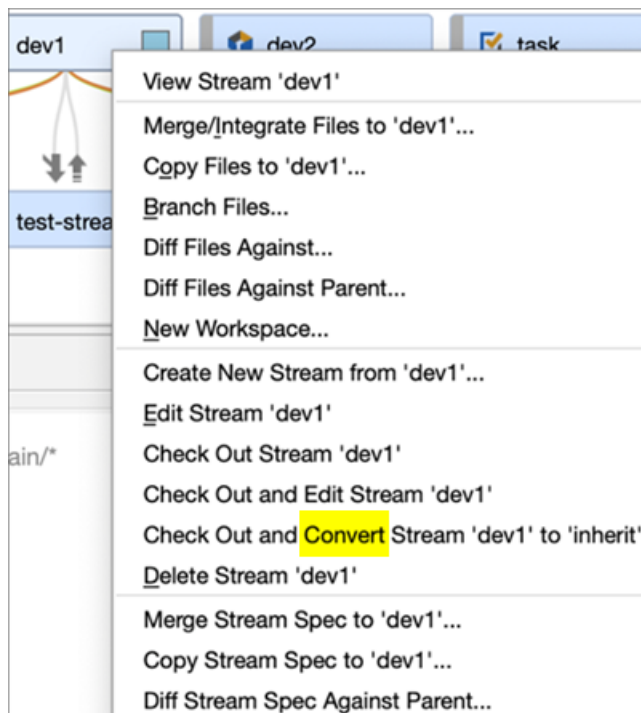 dev1
dev2
task
View Stream 'dev1'
Merge/Integrate Files to 'dev1'...
Copy Files to 'dev1'...
test-strea
Branch Files...
Diff Files Against...
Diff Files Against Parent...
New Workspace...
Create New Stream from 'dev1'...
Edit Stream 'dev1'
ain/*
Check Out Stream 'dev1'
Check Out and Edit Stream 'dev1'
Check Out and Convert Stream 'dev1' to 'inherit'
Delete Stream 'dev1'
Merge Stream Spec to 'dev1'...
Copy Stream Spec to 'dev1'...
Diff Stream Spec Against Parent...